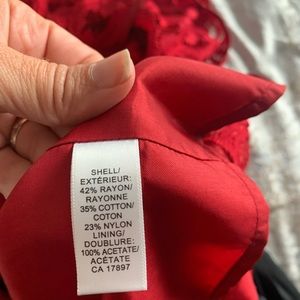 SHELL/
EXTÉRIEUR:
42% RAYON/
RAYONNE
35% COTTON/
COTON
23% NYLON
LINING/
DOUBLURE:
100% ACETATE/
ACÉTATE
CA 17897